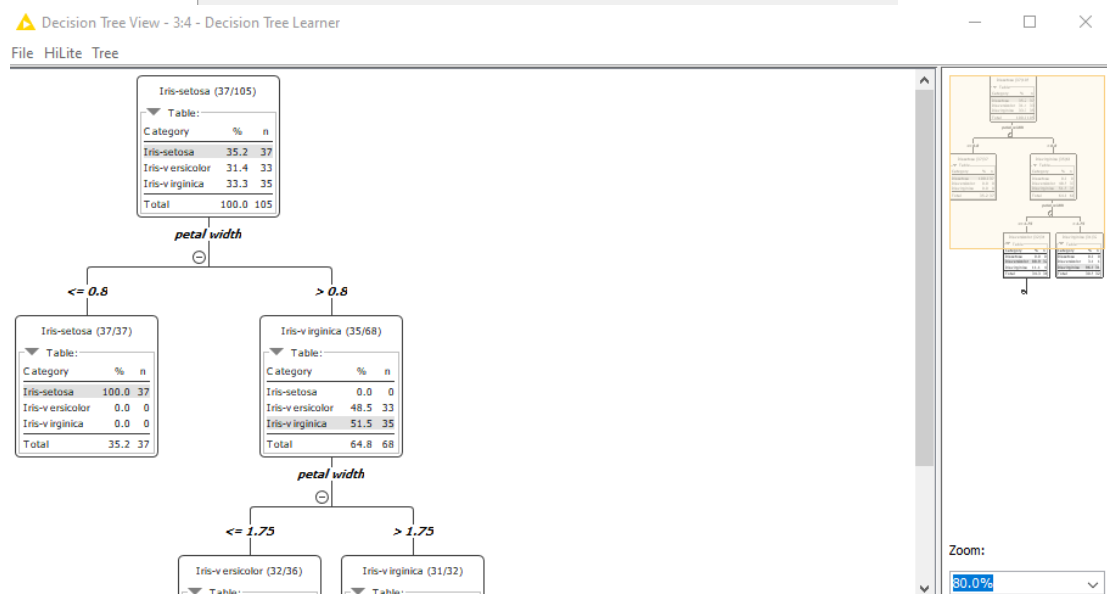 Decision Tree View - 3:4 - Decision Tree Learner
File HiLite Tree
Iris-setosa (37/105)
Table:
Category % n
Iris-setosa 35.2 37
Iris-versicolor 31.4 33
Iris-virginica 33.3 35
Total 100.0 105
petal width
<= 0.8
> 0.8
Iris-setosa (37/37)
Table:
Category % n
Iris-setosa 100.0 37
Iris-versicolor 0.0 0
Iris-virginica 0.0 0
Total 35.2 37
Iris-virginica (35/68)
Table:
Category % n
Iris-setosa 0.0 0
Iris-versicolor 48.5 33
Iris-virginica 51.5 35
Total 64.8 68
petal width
<= 1.75
> 1.75
Iris-versicolor (32/36)
Table:
Iris-virginica (31/32)
Table:
Zoom:
80.0%